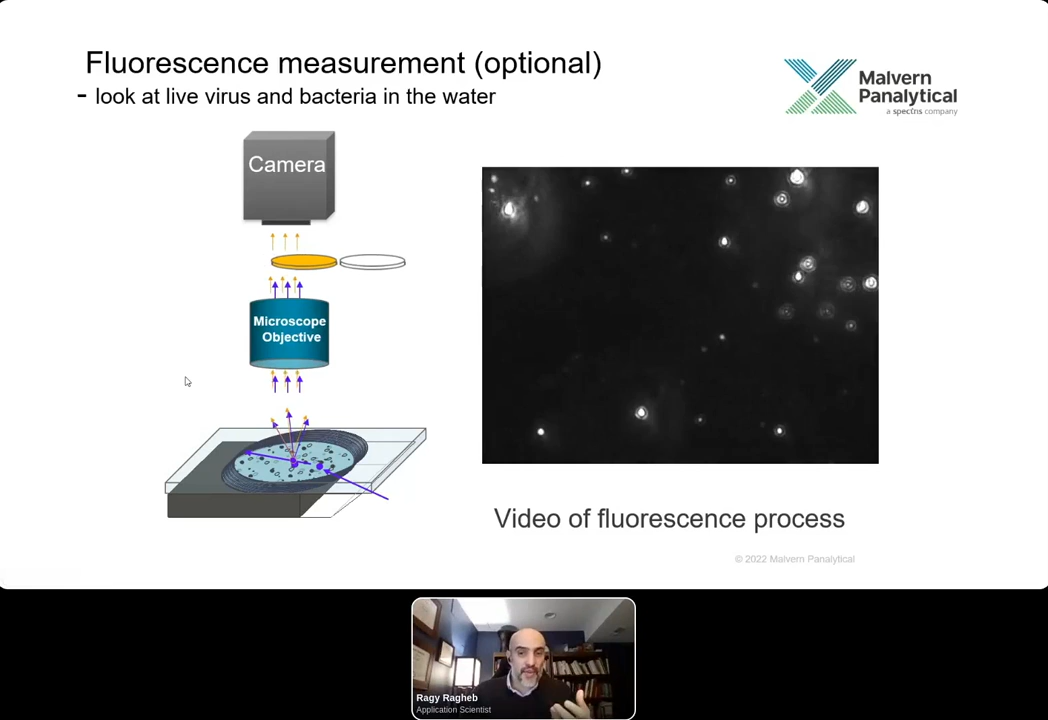 Fluorescence measurement (optional)
- look at live virus and bacteria in the water
Malvern
Panalytical
a spectris company
Camera
Microscope
Objective
Video of fluorescence process
© 2022 Malvern Panalytical
Ragy Ragheb
Application Scientist